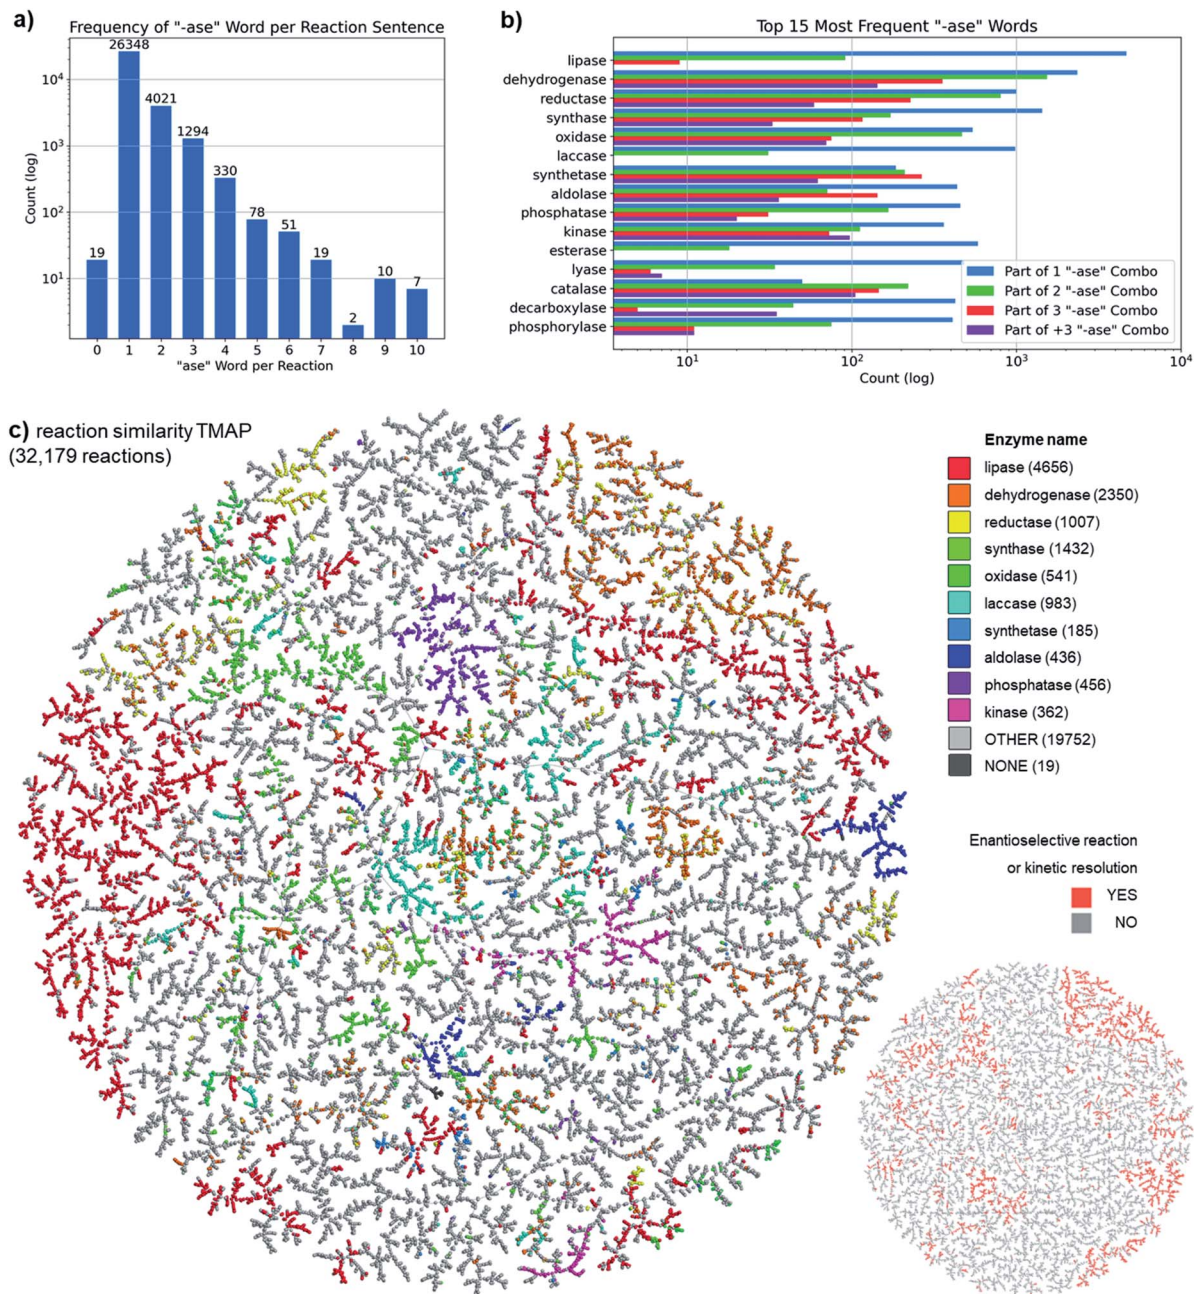 a)
Frequency of "-ase" Word per Reaction Sentence
Count (log)
10⁴
10³
10²
10¹
19
26348
4021
1294
330
78
51
19
2
10
7
0 1 2 3 4 5 6 7 8 9 10
"ase" Word per Reaction
b)
Top 15 Most Frequent "-ase" Words
lipase
dehydrogenase
reductase
synthase
oxidase
laccase
synthetase
aldolase
phosphatase
kinase
esterase
lyase
catalase
decarboxylase
phosphorylase
Part of 1 "-ase" Combo
Part of 2 "-ase" Combo
Part of 3 "-ase" Combo
Part of +3 "-ase" Combo
10¹ 10² 10³ 10⁴
Count (log)
c) reaction similarity TMAP
(32,179 reactions)
Enzyme name
lipase (4656)
dehydrogenase (2350)
reductase (1007)
synthase (1432)
oxidase (541)
laccase (983)
synthetase (185)
aldolase (436)
phosphatase (456)
kinase (362)
OTHER (19752)
NONE (19)
Enantioselective reaction
or kinetic resolution
YES
NO